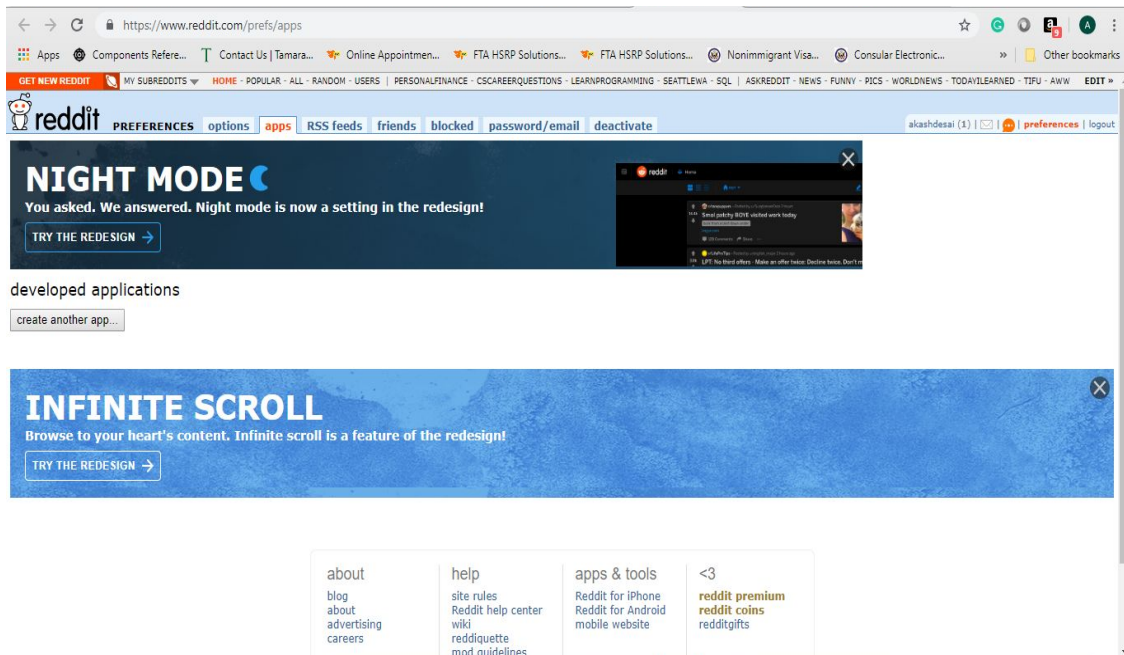 https://www.reddit.com/prefs/apps
Apps Components Refere... Contact Us | Tamara... Online Appointmen... FTA HSRP Solutions... FTA HSRP Solutions... Nonimmigrant Visa... Consular Electronic... » Other bookmarks
GET NEW REDDIT MY SUBREDDITS HOME - POPULAR - ALL - RANDOM - USERS | PERSONALFINANCE - CSCAREERQUESTIONS - LEARNPROGRAMMING - SEATTLEWA - SQL | ASKREDDIT - NEWS - FUNNY - PICS - WORLDNEWS - TODAYILEARNED - TIFU - AWW EDIT »
reddit PREFERENCES options apps RSS feeds friends blocked password/email deactivate akashdesai (1) | preferences | logout
NIGHT MODE
You asked. We answered. Night mode is now a setting in the redesign!
TRY THE REDESIGN →
reddit Home
Smol patchy BOYE visited work today
LPT: No third offers - Make an offer twice. Decline twice. Don't m
developed applications
create another app...
INFINITE SCROLL
Browse to your heart's content. Infinite scroll is a feature of the redesign!
TRY THE REDESIGN →
about help apps & tools <3
blog site rules Reddit for iPhone reddit premium
about Reddit help center Reddit for Android reddit coins
advertising wiki mobile website redditgifts
careers reddiquette
mod guidelines